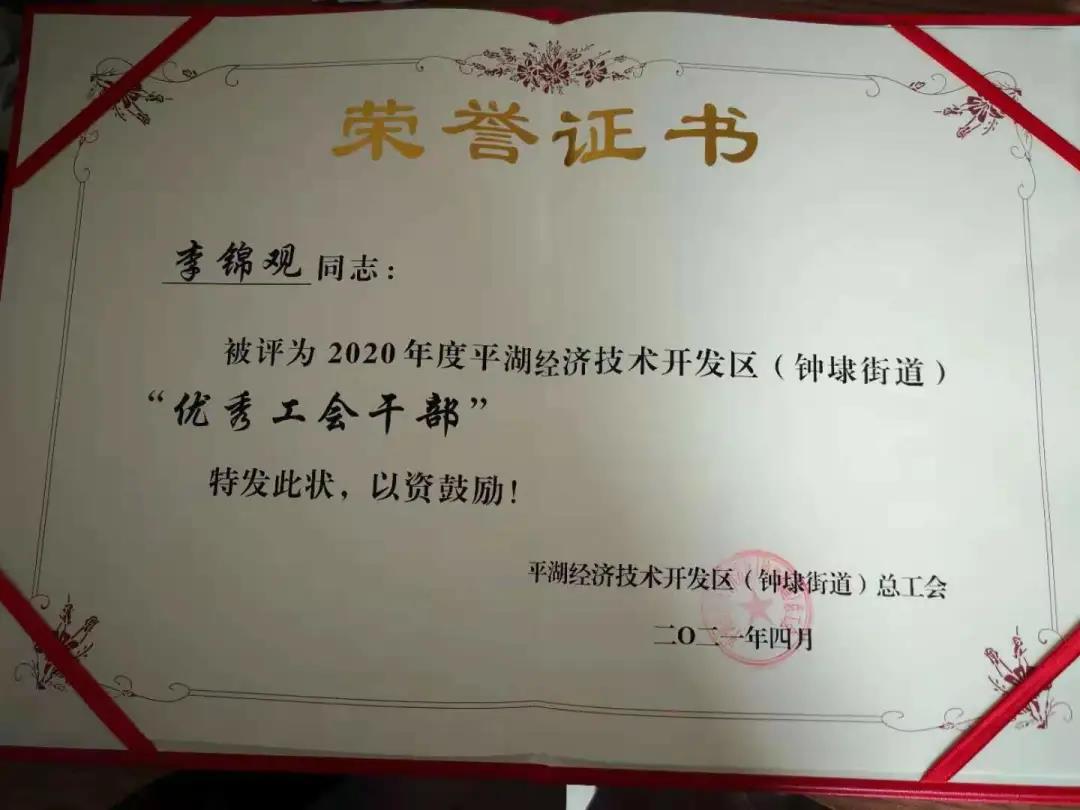 荣誉证书
李锦观同志：
被评为2020年度平湖经济技术开发区（钟埭街道）
“优秀工会干部”
特发此状，以资鼓励！
平湖经济技术开发区（钟埭街道）总工会
二〇二一年四月